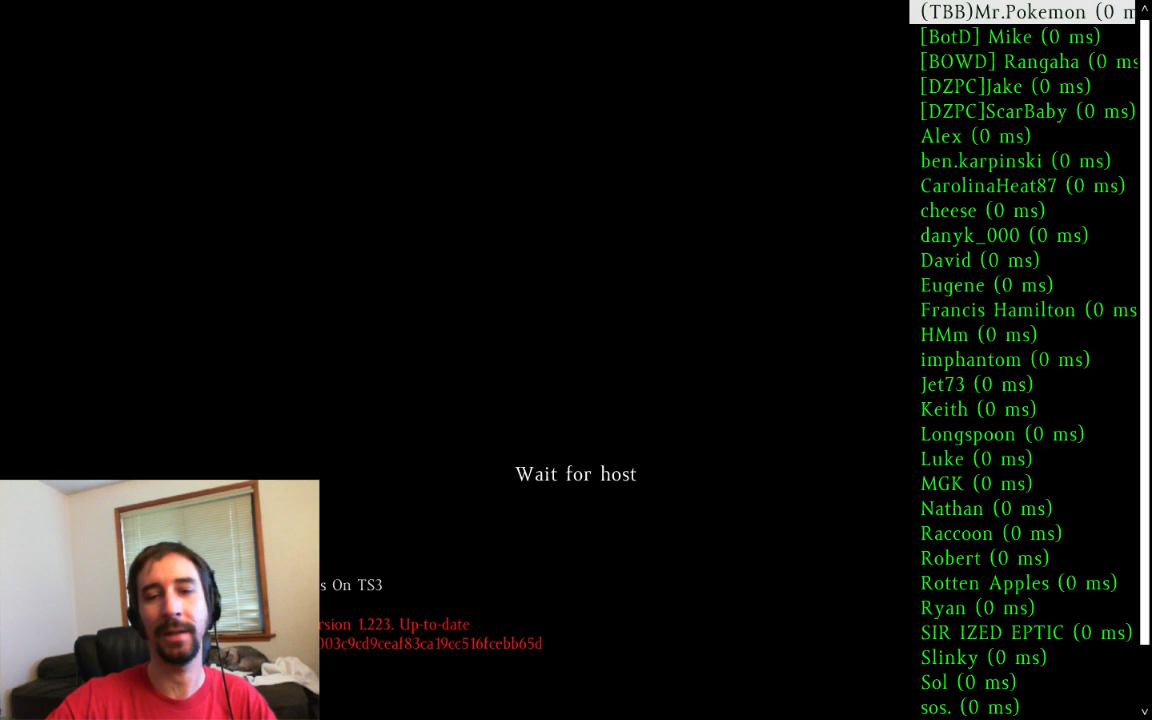 (TBB)Mr.Pokemon (0 m
[BotD] Mike (0 ms)
[BOWD] Rangaha (0 ms
[DZPC]Jake (0 ms)
[DZPC]ScarBaby (0 ms)
Alex (0 ms)
ben.karpinski (0 ms)
CarolinaHeat87 (0 ms)
cheese (0 ms)
danyk_000 (0 ms)
David (0 ms)
Eugene (0 ms)
Francis Hamilton (0 ms
HMm (0 ms)
imphantom (0 ms)
Jet73 (0 ms)
Keith (0 ms)
Longspoon (0 ms)
Luke (0 ms)
MGK (0 ms)
Nathan (0 ms)
Raccoon (0 ms)
Robert (0 ms)
Rotten Apples (0 ms)
Ryan (0 ms)
SIR IZED EPTIC (0 ms)
Slinky (0 ms)
Sol (0 ms)
sos. (0 ms)
Wait for host
s On TS3
rsion 1.223. Up-to-date
003c9cd9ceaf83ca19cc516fcebb65d